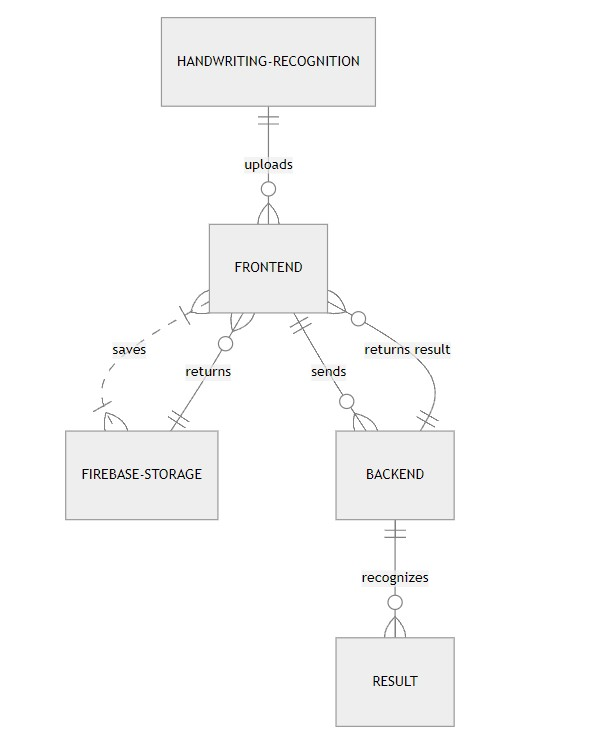 HANDWRITING-RECOGNITION
uploads
FRONTEND
saves
returns result
returns
sends
FIREBASE-STORAGE
BACKEND
recognizes
RESULT